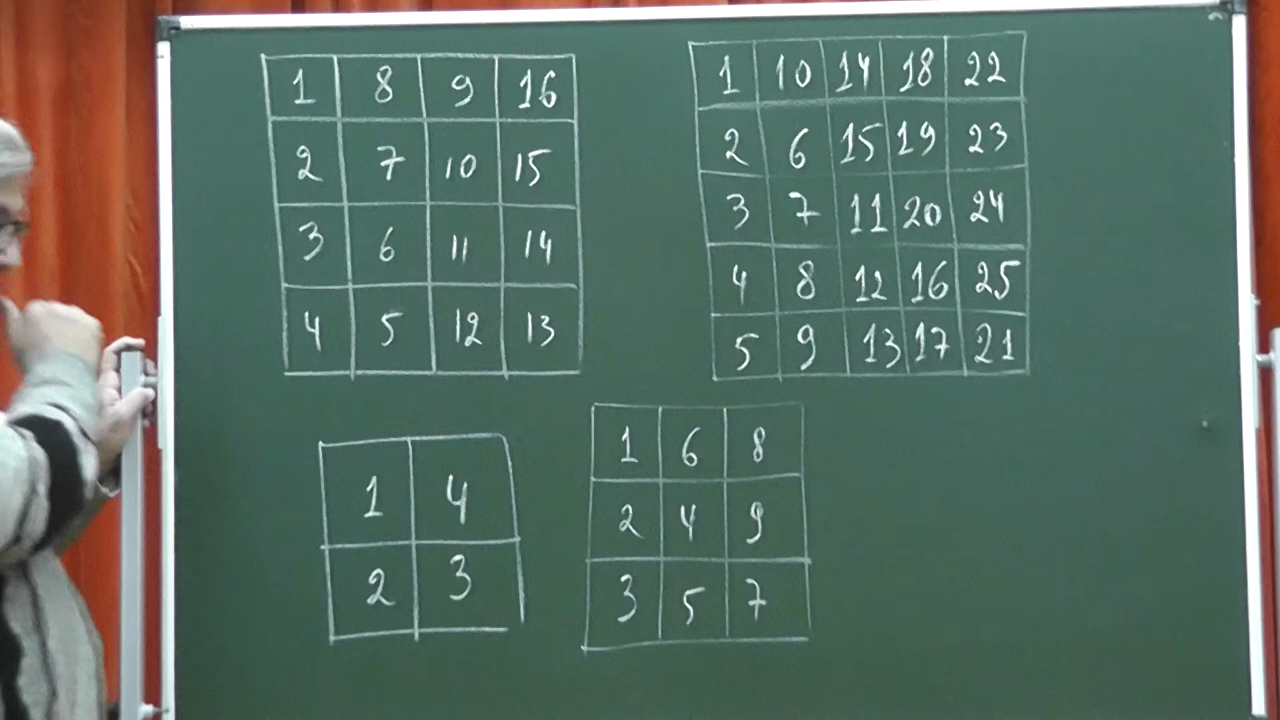 1 8 9 16
2 7 10 15
3 6 11 14
4 5 12 13
1 10 14 18 22
2 6 15 19 23
3 7 11 20 24
4 8 12 16 25
5 9 13 17 21
1 4
2 3
1 6 8
2 4 9
3 5 7